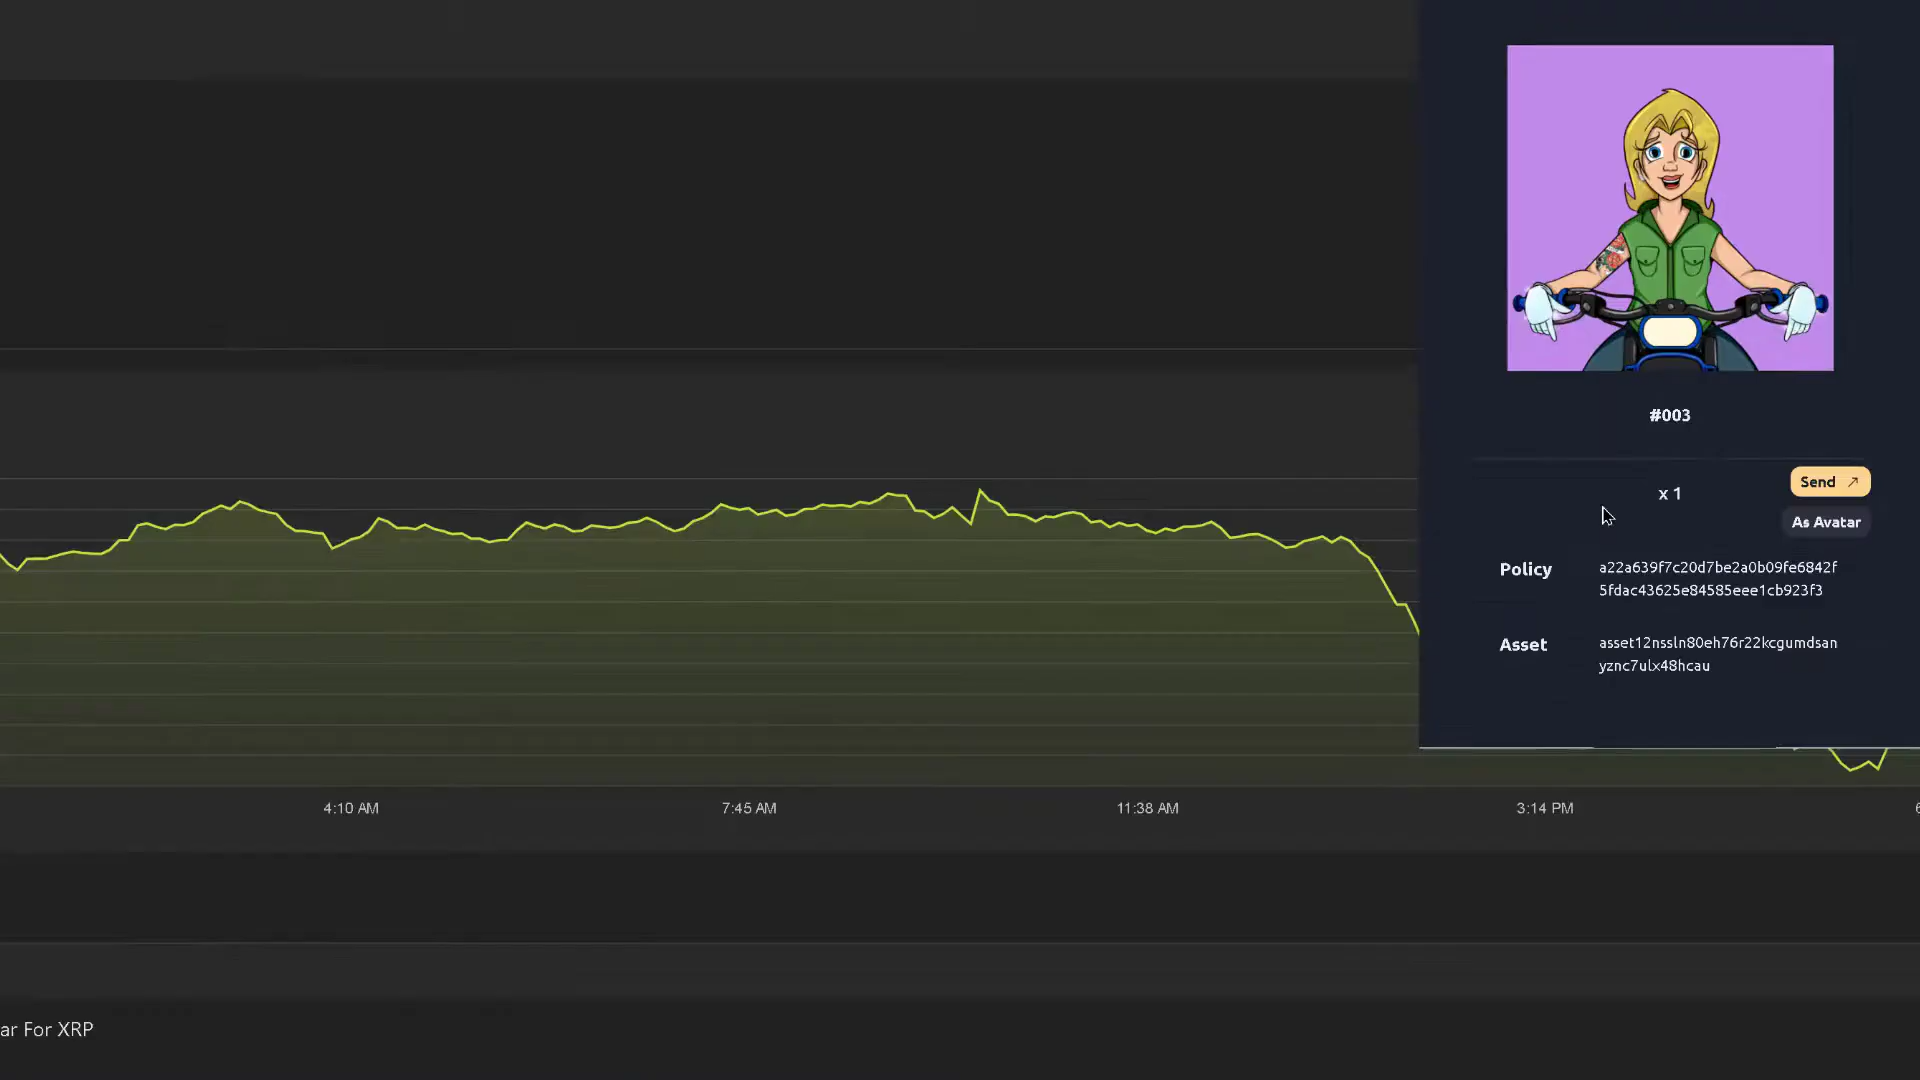 #003
x 1
Send
As Avatar
Policy
a22a639f7c20d7be2a0b09fe6842f
5fdac43625e84585eee1cb923f3
Asset
asset12nssln80eh76r22kcgumdsan
yznc7ulx48hcau
4:10 AM
7:45 AM
11:38 AM
3:14 PM
ar For XRP